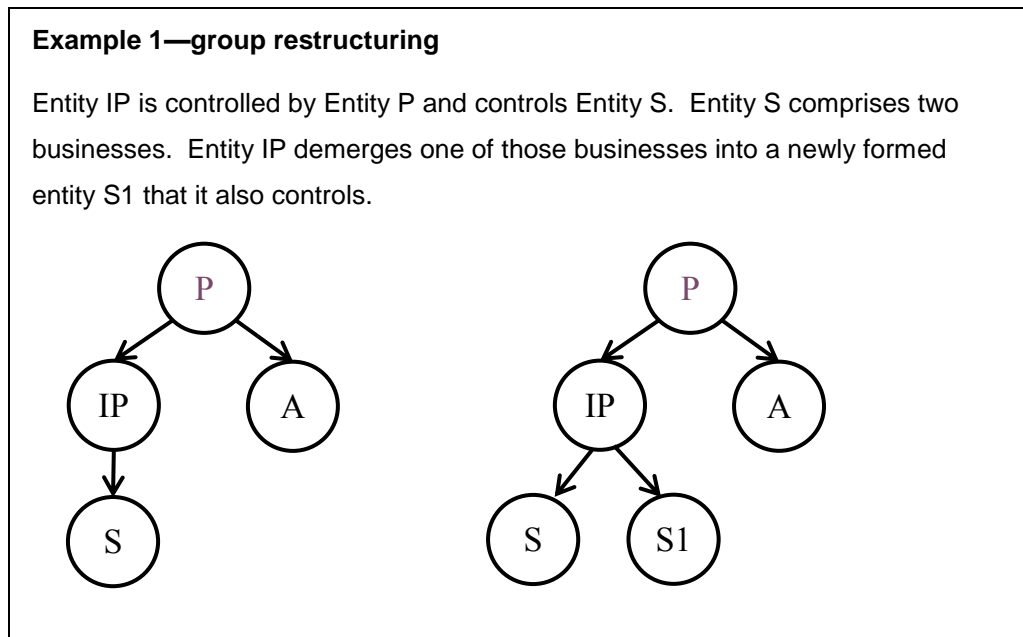 Example 1—group restructuring
Entity IP is controlled by Entity P and controls Entity S.  Entity S comprises two
businesses.  Entity IP demerges one of those businesses into a newly formed
entity S1 that it also controls.
P
P
IP
A
IP
A
S
S
S1